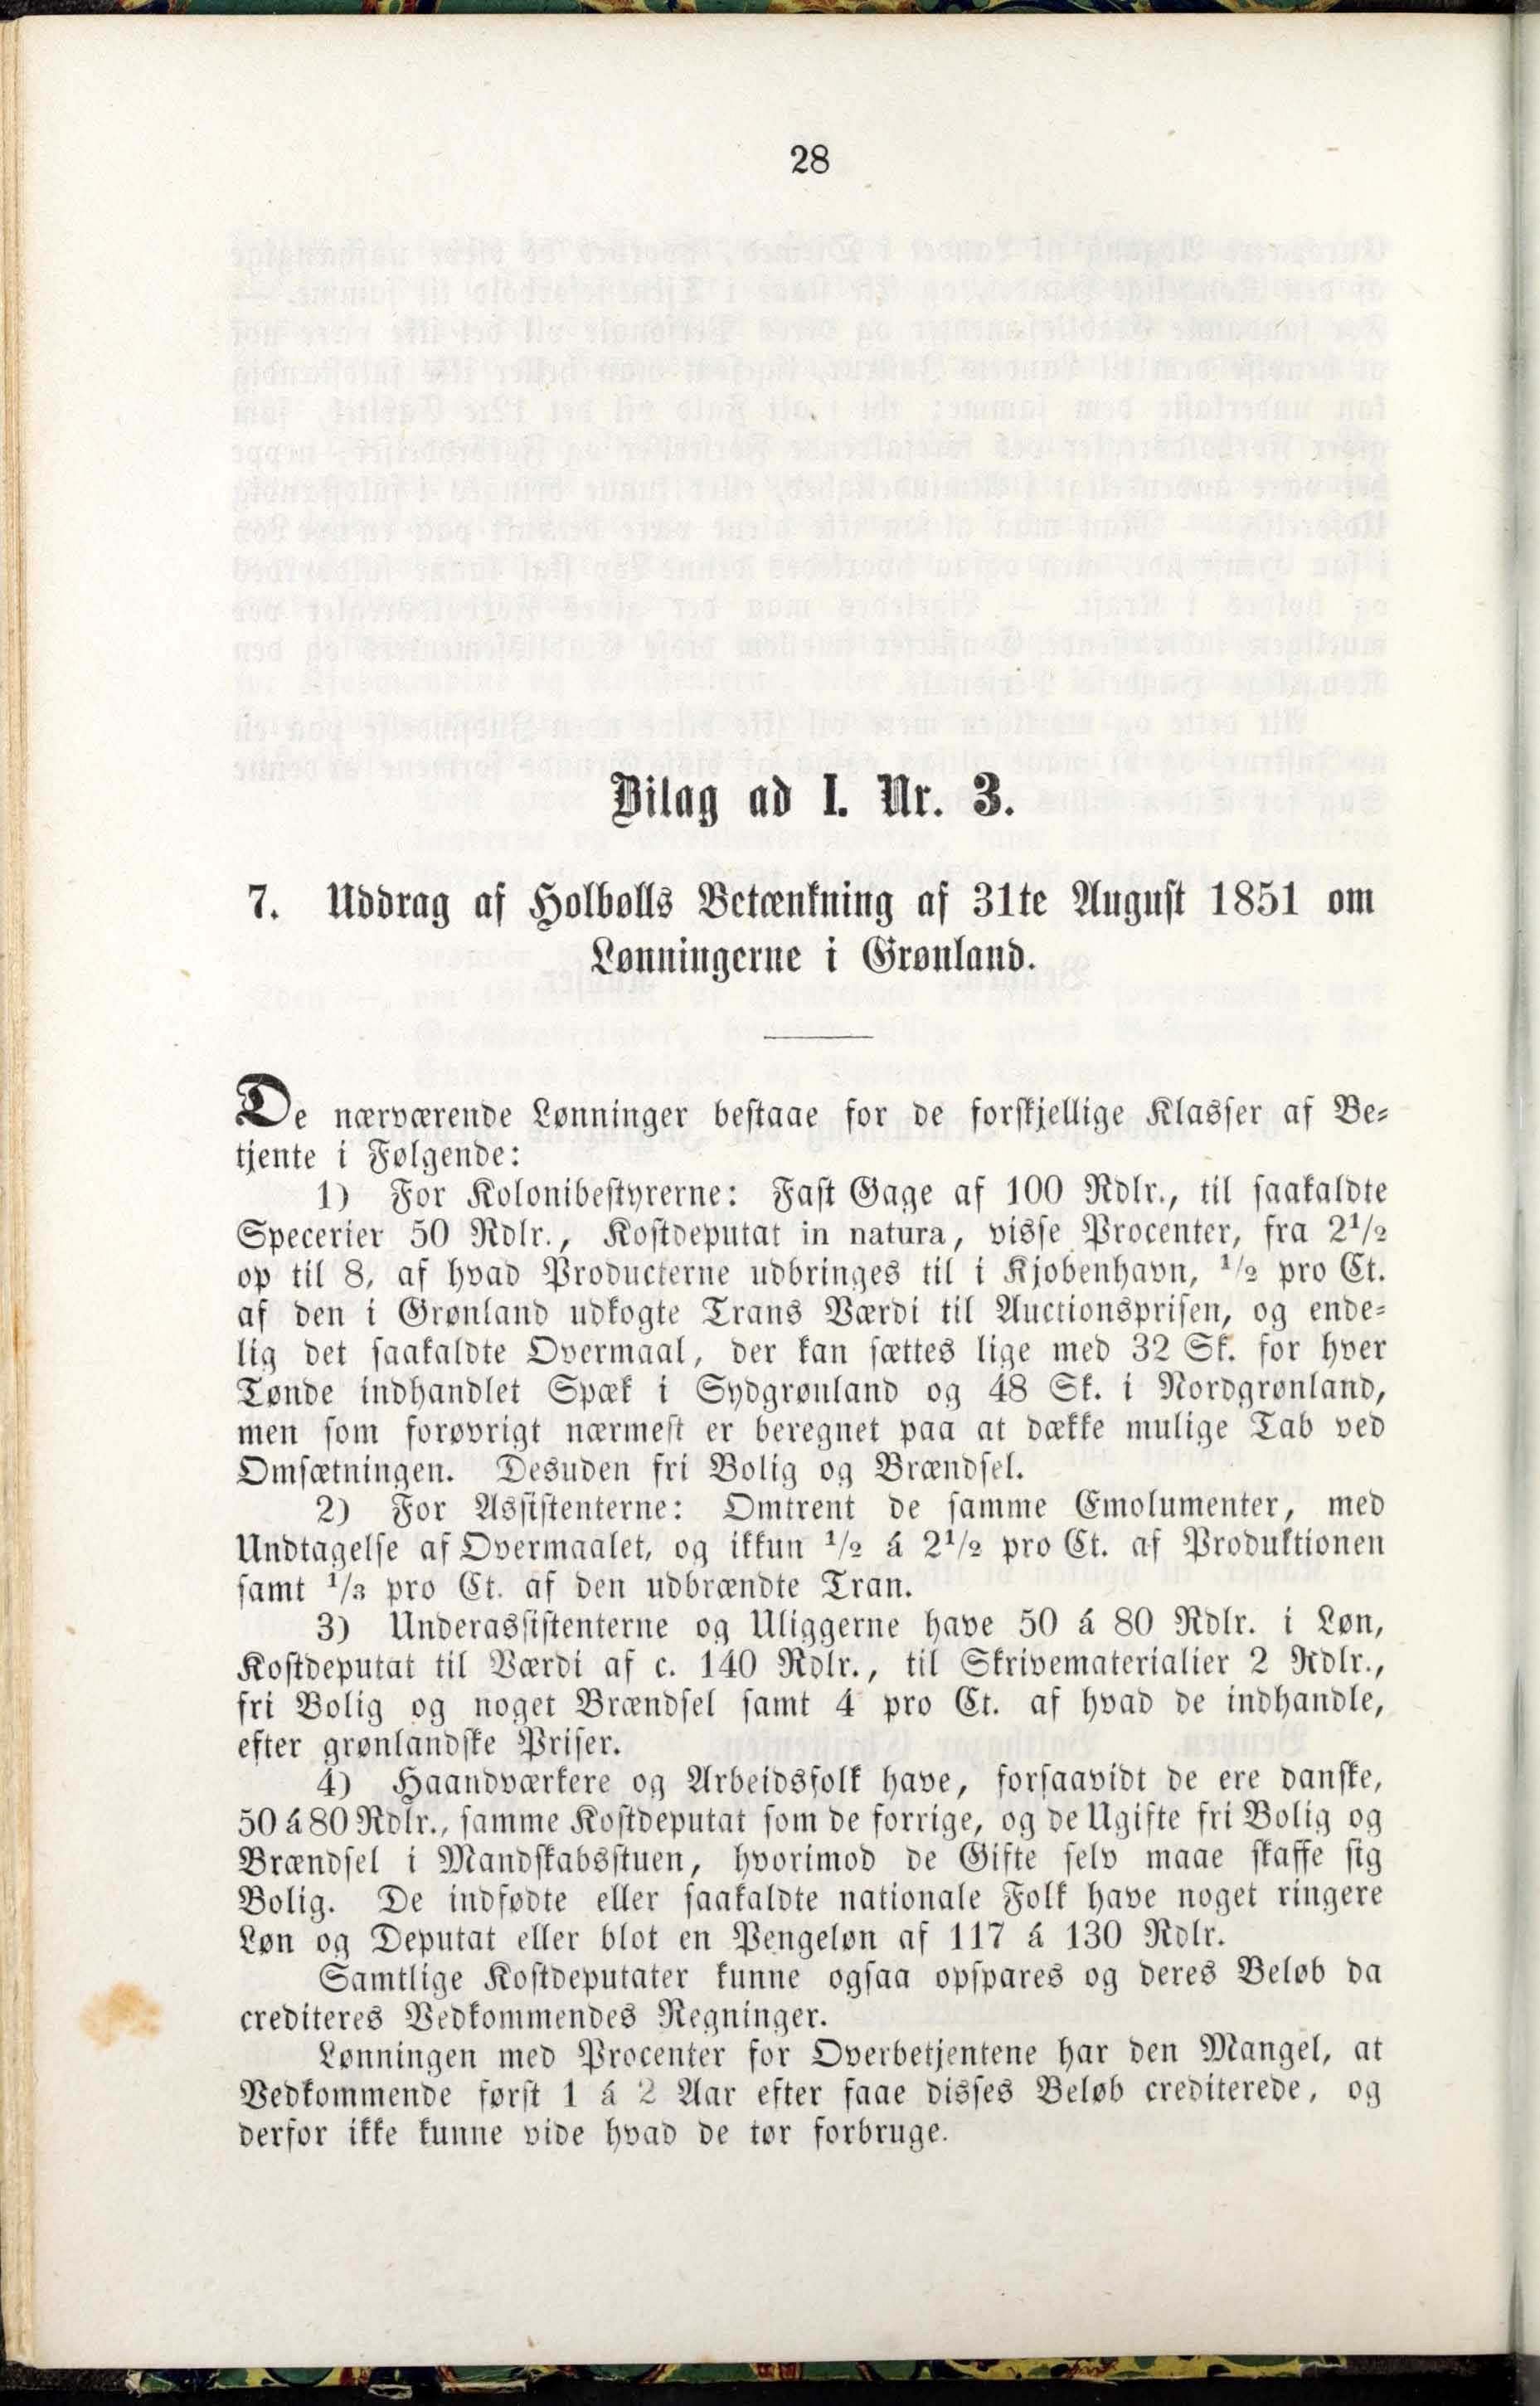 28
Bilag ad I. Nr. 3.
7. Uddrag af Holbølls Betænkning af 31te August 1851 om
Lønningerne i Grønland.
De nærværende Lønninger bestaae for de forskjellige Klasser af Be-
tjente i Følgende:
1) For Kolonibestyrerne: Fast Gage af 100 Rdlr., til saakaldte
Specerier 50 Rdlr., Kostdeputat in natura, visse Procenter, fra 2¹/₂
op til 8, af hvad Producterne udbringes til i Kjøbenhavn, ¹/₂ pro Ct.
af den i Grønland udkogte Trans Værdi til Auctionsprisen, og ende-
lig det saakaldte Overmaal, der kan sættes lige med 32 Sk. for hver
Tønde indhandlet Spæk i Sydgrønland og 48 Sk. i Nordgrønland,
men som forøvrigt nærmest er beregnet paa at dække mulige Tab ved
Omsætningen. Desuden fri Bolig og Brændsel.
2) For Assistenterne: Omtrent de samme Emolumenter, med
Undtagelse af Overmaalet, og ikkun ¹/₂ á 2¹/₂ pro Ct. af Produktionen
samt ¹/₃ pro Ct. af den udbrændte Tran.
3) Underassistenterne og Uliggerne have 50 á 80 Rdlr. i Løn,
Kostdeputat til Værdi af c. 140 Rdlr., til Skrivematerialier 2 Rdlr.,
fri Bolig og noget Brændsel samt 4 pro Ct. af hvad de indhandle,
efter grønlandske Priser.
4) Haandværkere og Arbeidsfolk have, forsaavidt de ere danske,
50 á 80 Rdlr., samme Kostdeputat som de forrige, og de Ugifte fri Bolig og
Brændsel i Mandskabsstuen, hvorimod de Gifte selv maae skaffe sig
Bolig. De indfødte eller saakaldte nationale Folk have noget ringere
Løn og Deputat eller blot en Pengeløn af 117 á 130 Rdlr.
Samtlige Kostdeputater kunne ogsaa opspares og deres Beløb da
crediteres Vedkommendes Regninger.
Lønningen med Procenter for Overbetjentene har den Mangel, at
Vedkommende først 1 á 2 Aar efter faae disses Beløb crediterede, og
derfor ikke kunne vide hvad de tør forbruge.